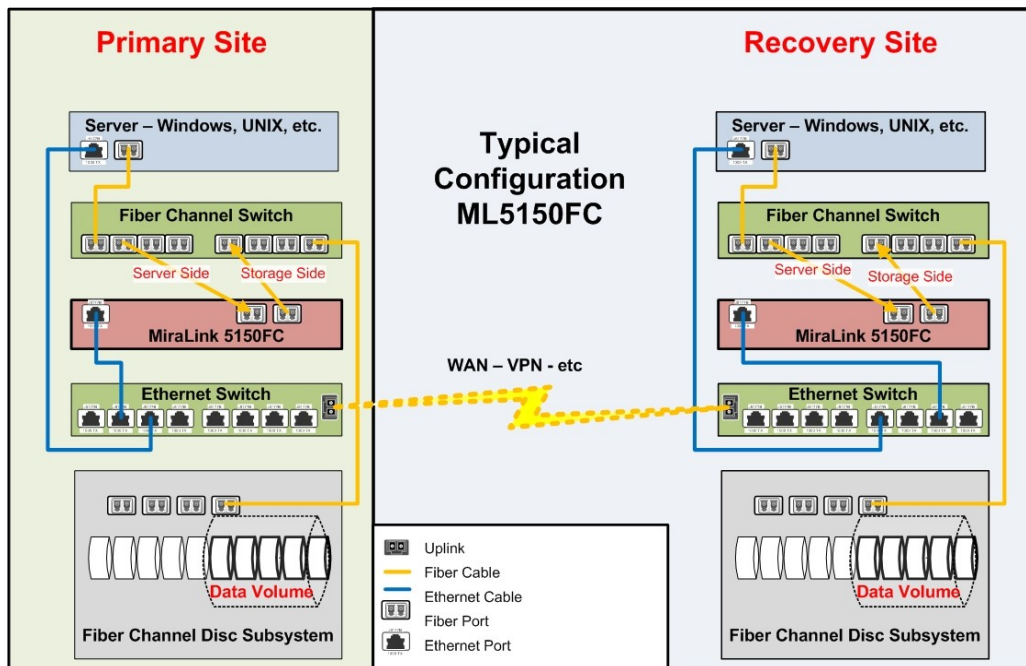 Primary Site
Server – Windows, UNIX, etc.
Fiber Channel Switch
Server Side
Storage Side
MiraLink 5150FC
Ethernet Switch
Data Volume
Fiber Channel Disc Subsystem
Typical
Configuration
ML5150FC
WAN – VPN - etc
Uplink
Fiber Cable
Ethernet Cable
Fiber Port
Ethernet Port
Recovery Site
Server – Windows, UNIX, etc.
Fiber Channel Switch
Server Side
Storage Side
MiraLink 5150FC
Ethernet Switch
Data Volume
Fiber Channel Disc Subsystem